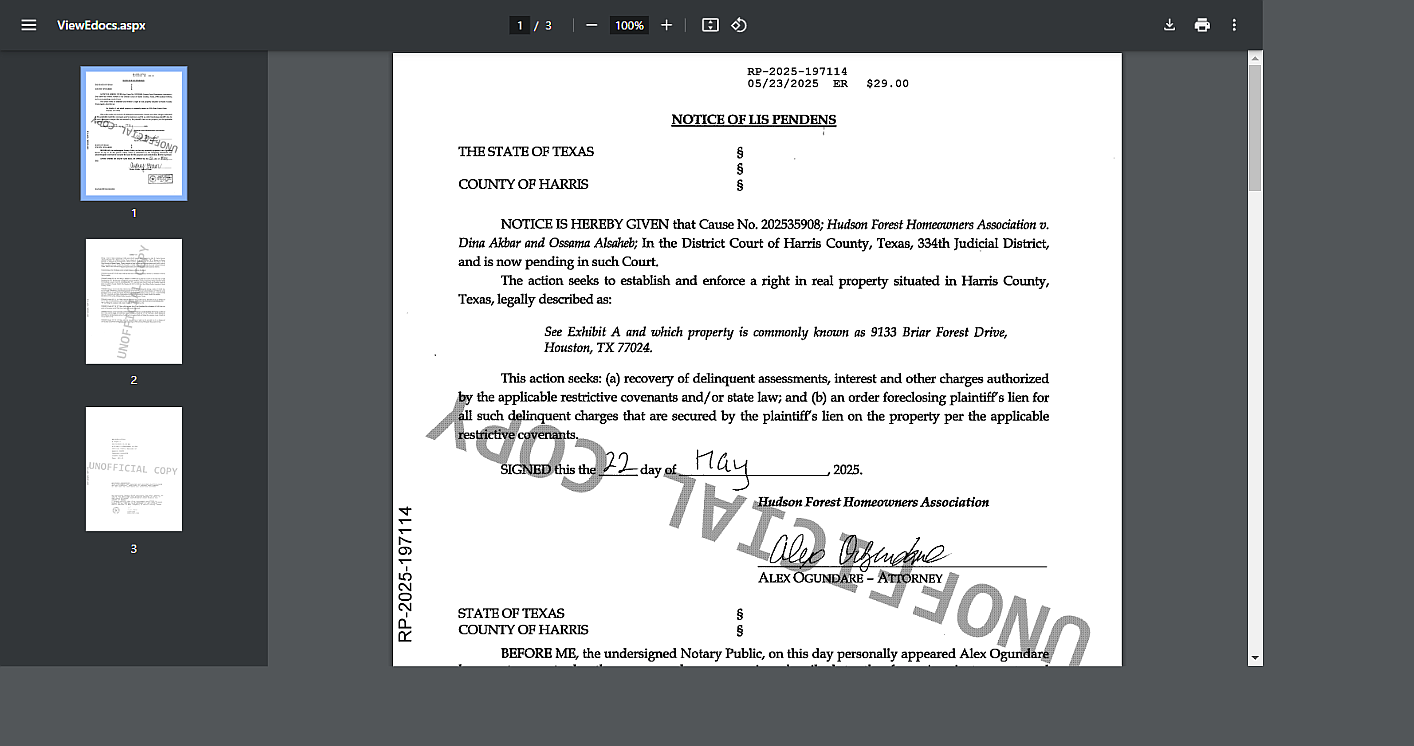 ViewEdocs.aspx
1 / 3
100%
1
2
3
RP-2025-197114
05/23/2025 ER $29.00
NOTICE OF LIS PENDENS
THE STATE OF TEXAS §
§
COUNTY OF HARRIS §
NOTICE IS HEREBY GIVEN that Cause No. 202535908; Hudson Forest Homeowners Association v.
Dina Akbar and Ossama Alsaheb; In the District Court of Harris County, Texas, 334th Judicial District,
and is now pending in such Court.
The action seeks to establish and enforce a right in real property situated in Harris County,
Texas, legally described as:
See Exhibit A and which property is commonly known as 9133 Briar Forest Drive,
Houston, TX 77024.
This action seeks: (a) recovery of delinquent assessments, interest and other charges authorized
by the applicable restrictive covenants and/or state law; and (b) an order foreclosing plaintiff's lien for
all such delinquent charges that are secured by the plaintiff's lien on the property per the applicable
restrictive covenants.
SIGNED this the 22 day of May, 2025.
Hudson Forest Homeowners Association
Alex Ogundare
ALEX OGUNDARE – ATTORNEY
STATE OF TEXAS §
COUNTY OF HARRIS §
BEFORE ME, the undersigned Notary Public, on this day personally appeared Alex Ogundare
RP-2025-197114
UNOFFICIAL COPY
UNOFFICIAL COPY
UNOFFICIAL COPY
UNOFFICIAL COPY